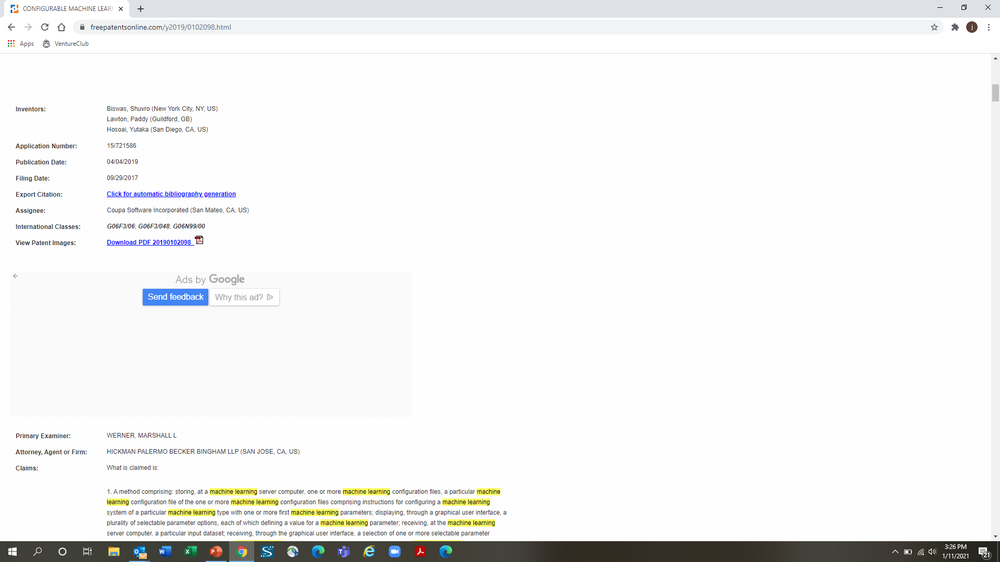 CONFIGURABLE MACHINE LEAR
freepatentsonline.com/y2019/0102098.html
j
Apps VentureClub
Inventors: Biswas, Shuvro (New York City, NY, US)
Lawton, Paddy (Guildford, GB)
Hosoai, Yutaka (San Diego, CA, US)
Application Number: 15/721586
Publication Date: 04/04/2019
Filing Date: 09/29/2017
Export Citation: Click for automatic bibliography generation
Assignee: Coupa Software Incorporated (San Mateo, CA, US)
International Classes: G06F3/06; G06F3/048; G06N99/00
View Patent Images: Download PDF 20190102098
Ads by Google
Send feedback Why this ad?
Primary Examiner: WERNER, MARSHALL L
Attorney, Agent or Firm: HICKMAN PALERMO BECKER BINGHAM LLP (SAN JOSE, CA, US)
Claims: What is claimed is:
1. A method comprising: storing, at a machine learning server computer, one or more machine learning configuration files, a particular machine
learning configuration file of the one or more machine learning configuration files comprising instructions for configuring a machine learning
system of a particular machine learning type with one or more first machine learning parameters; displaying, through a graphical user interface, a
plurality of selectable parameter options, each of which defining a value for a machine learning parameter; receiving, at the machine learning
server computer, a particular input dataset; receiving, through the graphical user interface, a selection of one or more selectable parameter
3:26 PM
1/11/2021
21